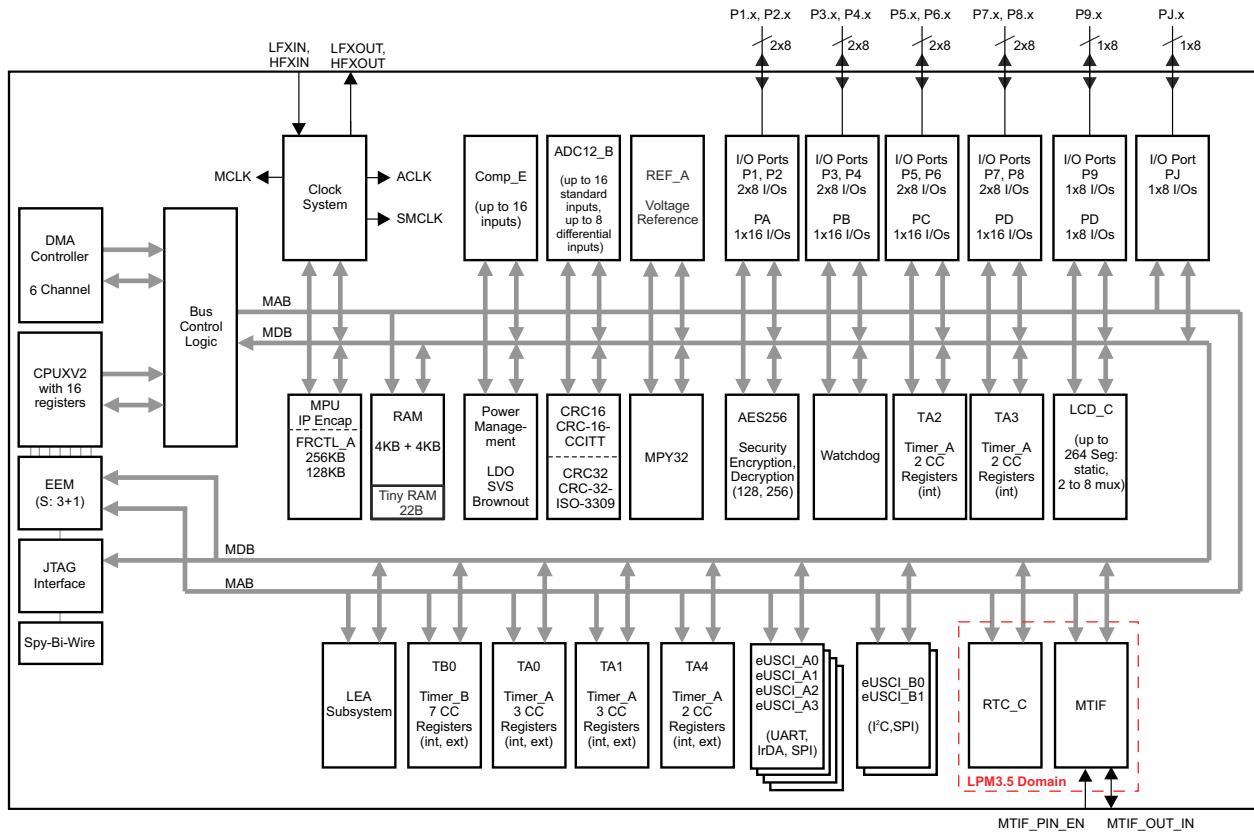 P1.x, P2.x
P3.x, P4.x
P5.x, P6.x
P7.x, P8.x
P9.x
PJ.x
2x8
2x8
2x8
2x8
1x8
1x8
LFXIN,
HFXIN
LFXOUT,
HFXOUT
MCLK
Clock
System
ACLK
SMCLK
Comp_E
(up to 16
inputs)
ADC12_B
(up to 16
standard
inputs,
up to 8
differential
inputs)
REF_A
Voltage
Reference
I/O Ports
P1, P2
2x8 I/Os
PA
1x16 I/Os
I/O Ports
P3, P4
2x8 I/Os
PB
1x16 I/Os
I/O Ports
P5, P6
2x8 I/Os
PC
1x16 I/Os
I/O Ports
P7, P8
2x8 I/Os
PD
1x16 I/Os
I/O Ports
P9
1x8 I/Os
PD
1x8 I/Os
I/O Port
PJ
1x8 I/Os
DMA
Controller
6 Channel
Bus
Control
Logic
MAB
MDB
CPUXV2
with 16
registers
EEM
(S: 3+1)
JTAG
Interface
Spy-Bi-Wire
MPU
IP Encap
FRCTL_A
256KB
128KB
RAM
4KB + 4KB
Tiny RAM
22B
Power
Manage-
ment
LDO
SVS
Brownout
CRC16
CRC-16-
CCITT
CRC32
CRC-32-
ISO-3309
MPY32
AES256
Security
Encryption,
Decryption
(128, 256)
Watchdog
TA2
Timer_A
2 CC
Registers
(int)
TA3
Timer_A
2 CC
Registers
(int)
LCD_C
(up to
264 Seg:
static,
2 to 8 mux)
MDB
MAB
LEA
Subsystem
TB0
Timer_B
7 CC
Registers
(int, ext)
TA0
Timer_A
3 CC
Registers
(int, ext)
TA1
Timer_A
3 CC
Registers
(int, ext)
TA4
Timer_A
2 CC
Registers
(int, ext)
eUSCI_A0
eUSCI_A1
eUSCI_A2
eUSCI_A3
(UART,
IrDA, SPI)
eUSCI_B0
eUSCI_B1
(I²C,SPI)
RTC_C
MTIF
LPM3.5 Domain
MTIF_PIN_EN
MTIF_OUT_IN